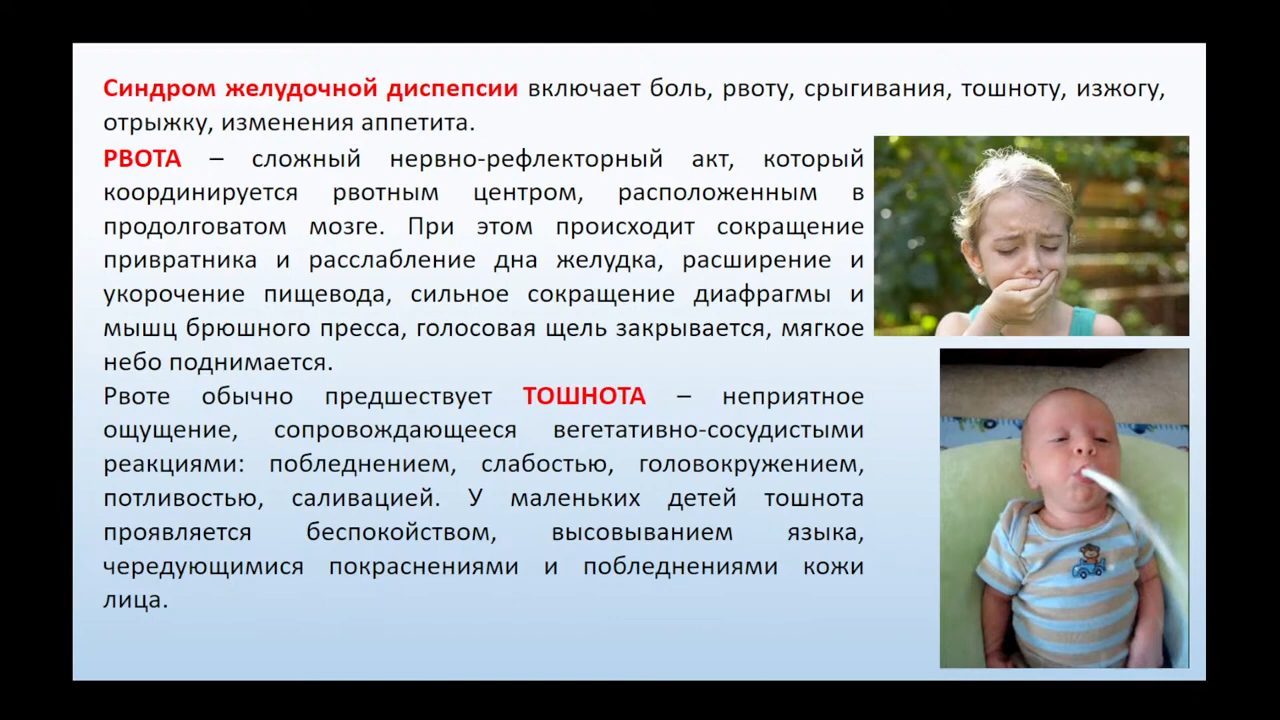 Синдром желудочной диспепсии включает боль, рвоту, срыгивания, тошноту, изжогу,
отрыжку, изменения аппетита.
РВОТА – сложный нервно-рефлекторный акт, который
координируется рвотным центром, расположенным в
продолговатом мозге. При этом происходит сокращение
привратника и расслабление дна желудка, расширение и
укорочение пищевода, сильное сокращение диафрагмы и
мышц брюшного пресса, голосовая щель закрывается, мягкое
небо поднимается.
Рвоте обычно предшествует ТОШНОТА – неприятное
ощущение, сопровождающееся вегетативно-сосудистыми
реакциями: побледнением, слабостью, головокружением,
потливостью, саливацией. У маленьких детей тошнота
проявляется беспокойством, высовыванием языка,
чередующимися покраснениями и побледнениями кожи
лица.